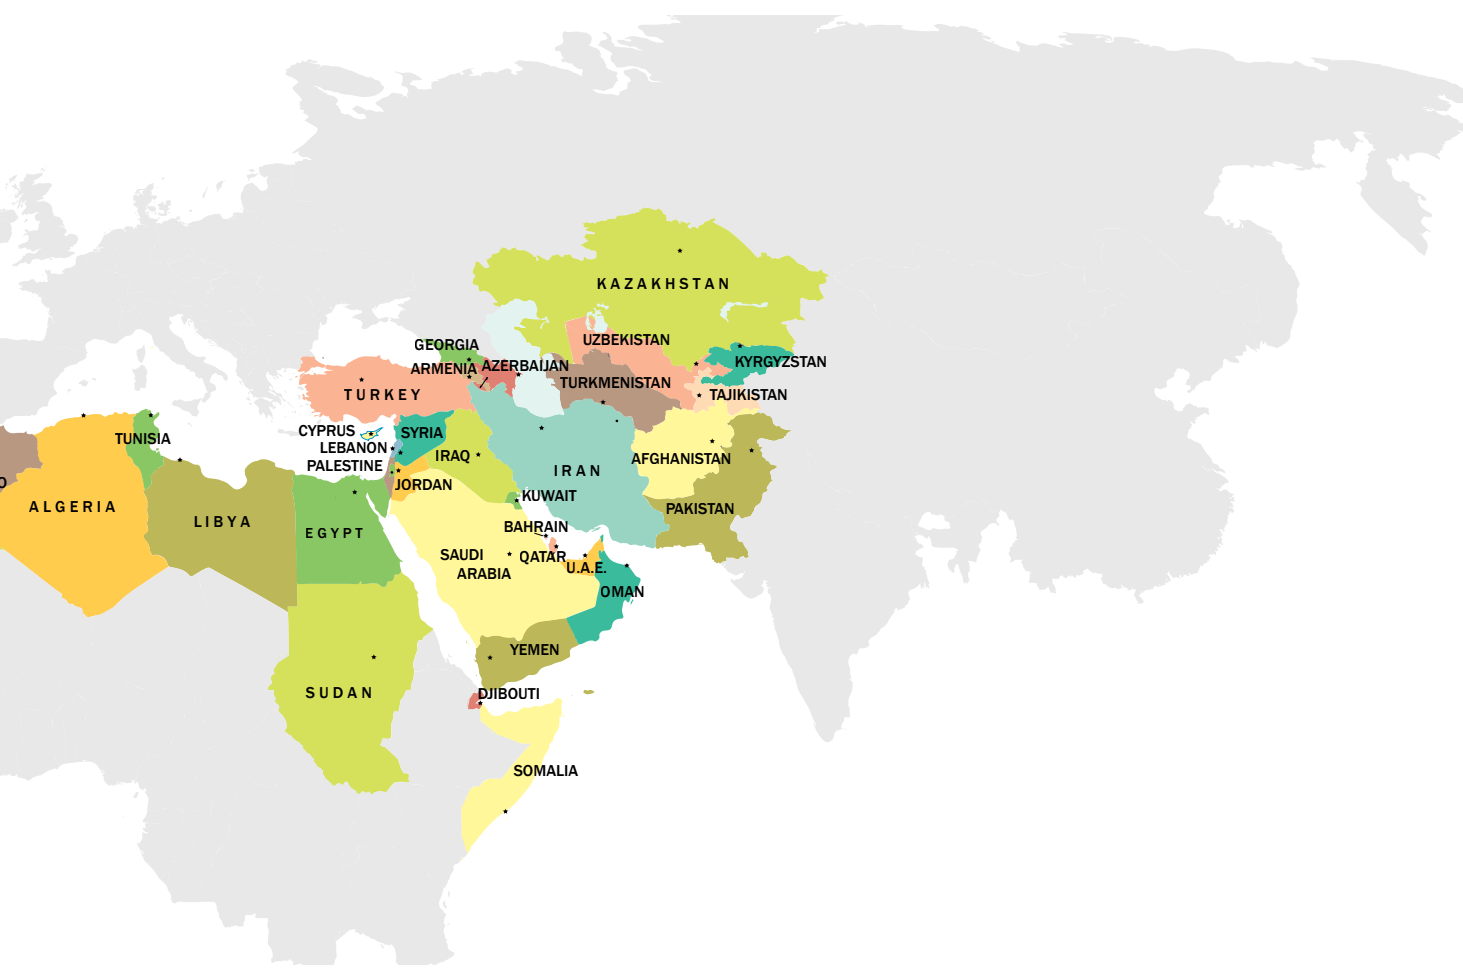 KAZAKHSTAN
UZBEKISTAN
GEORGIA
KYRGYZSTAN
ARMENIA
AZERBAIJAN
TURKMENISTAN
TURKEY
TAJIKISTAN
CYPRUS
SYRIA
TUNISIA
LEBANON
IRAQ
AFGHANISTAN
PALESTINE
IRAN
O
JORDAN
KUWAIT
ALGERIA
PAKISTAN
LIBYA
BAHRAIN
EGYPT
SAUDI
ARABIA
QATAR
U.A.E.
OMAN
YEMEN
SUDAN
DJIBOUTI
SOMALIA